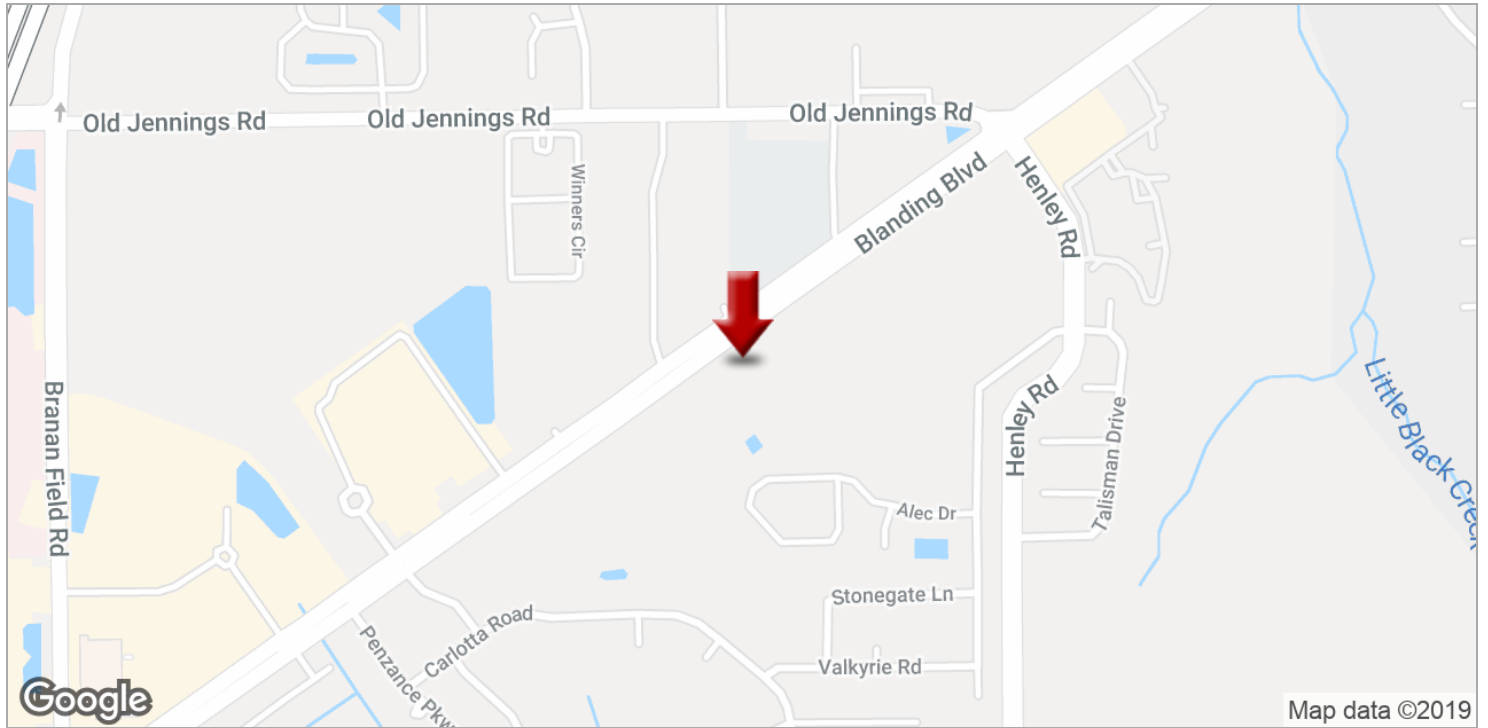 Old Jennings Rd
Old Jennings Rd
Old Jennings Rd
Winners Cir
Blanding Blvd
Henley Rd
Branan Field Rd
Henley Rd
Talisman Drive
Little Black Creek
Alec Dr
Stonegate Ln
Carlotta Road
Penzance Pkwy
Valkyrie Rd
Google
Map data ©2019